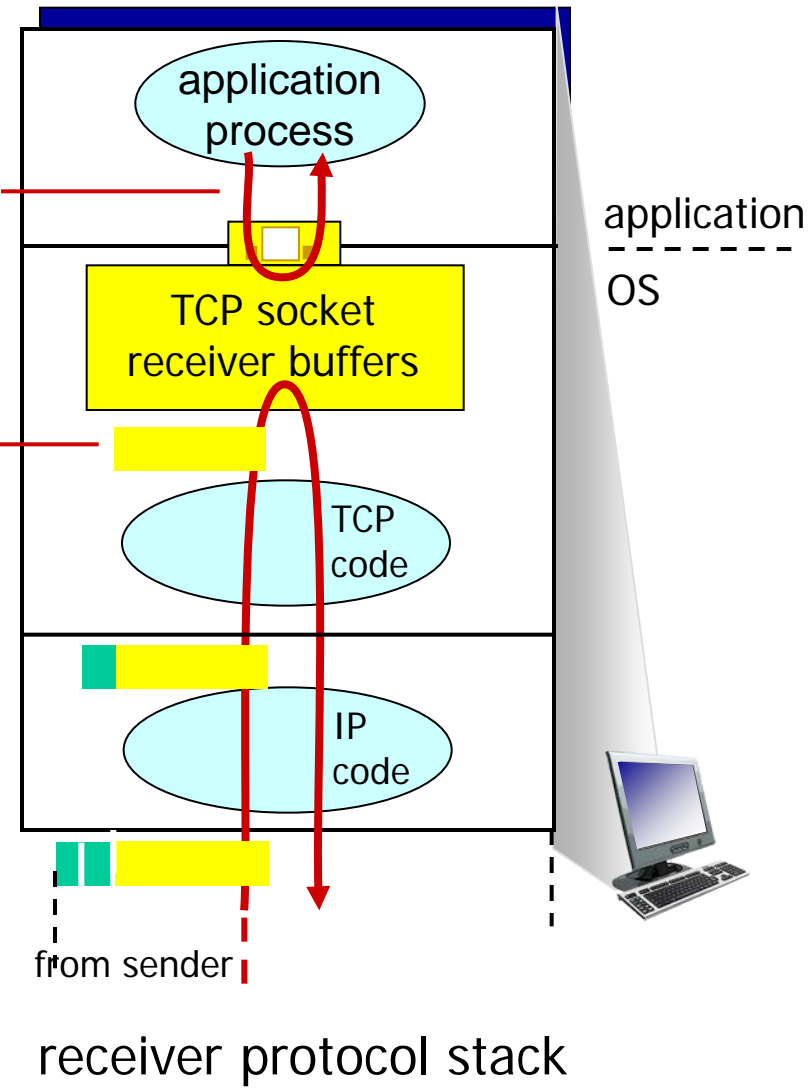 application
process
application
OS
TCP socket
receiver buffers
TCP
code
IP
code
from sender
receiver protocol stack